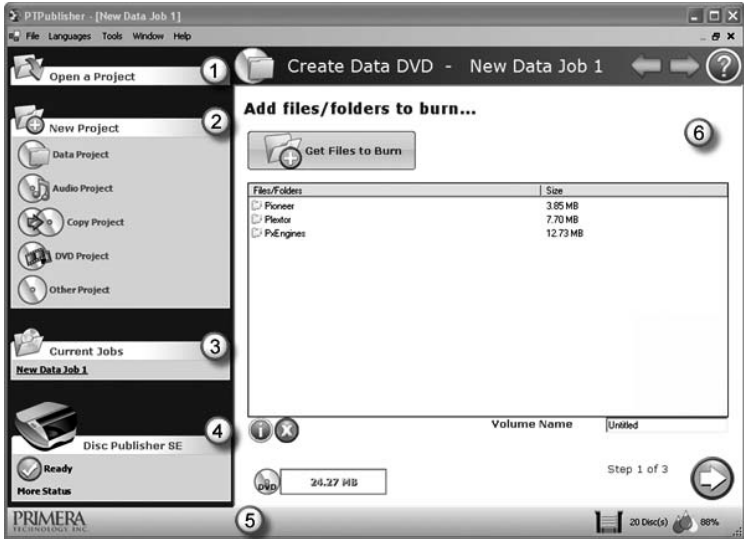 PTPublisher - [New Data Job 1]
File Languages Tools Window Help
Open a Project 1
New Project 2
Data Project
Audio Project
Copy Project
DVD Project
Other Project
Current Jobs 3
New Data Job 1
Disc Publisher SE 4
Ready
More Status
PRIMERA
TECHNOLOGY INC.
5
Create Data DVD - New Data Job 1 ?
Add files/folders to burn...
6
Get Files to Burn
Files/Folders Size
Pioneer 3.85 MB
Plextor 7.70 MB
PxEngines 12.73 MB
i X Volume Name Untitled
DVD 24.27 MB Step 1 of 3
20 Disc(s) 88%